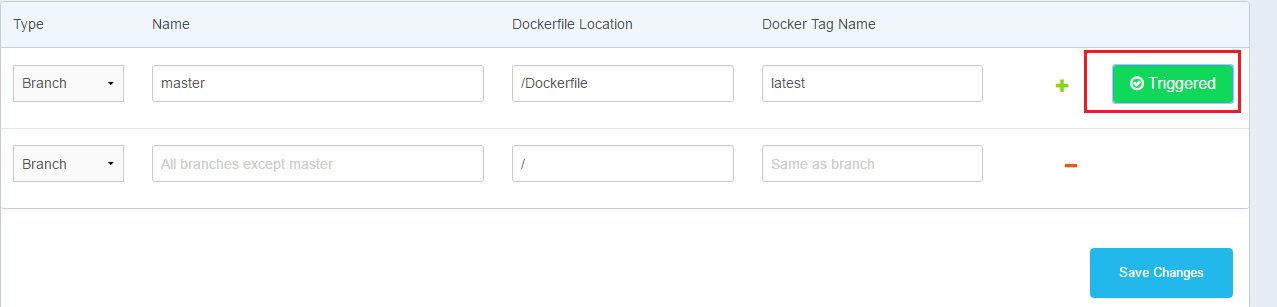 Type Name Dockerfile Location Docker Tag Name
Branch master /Dockerfile latest Triggered
Branch All branches except master / Same as branch
Save Changes